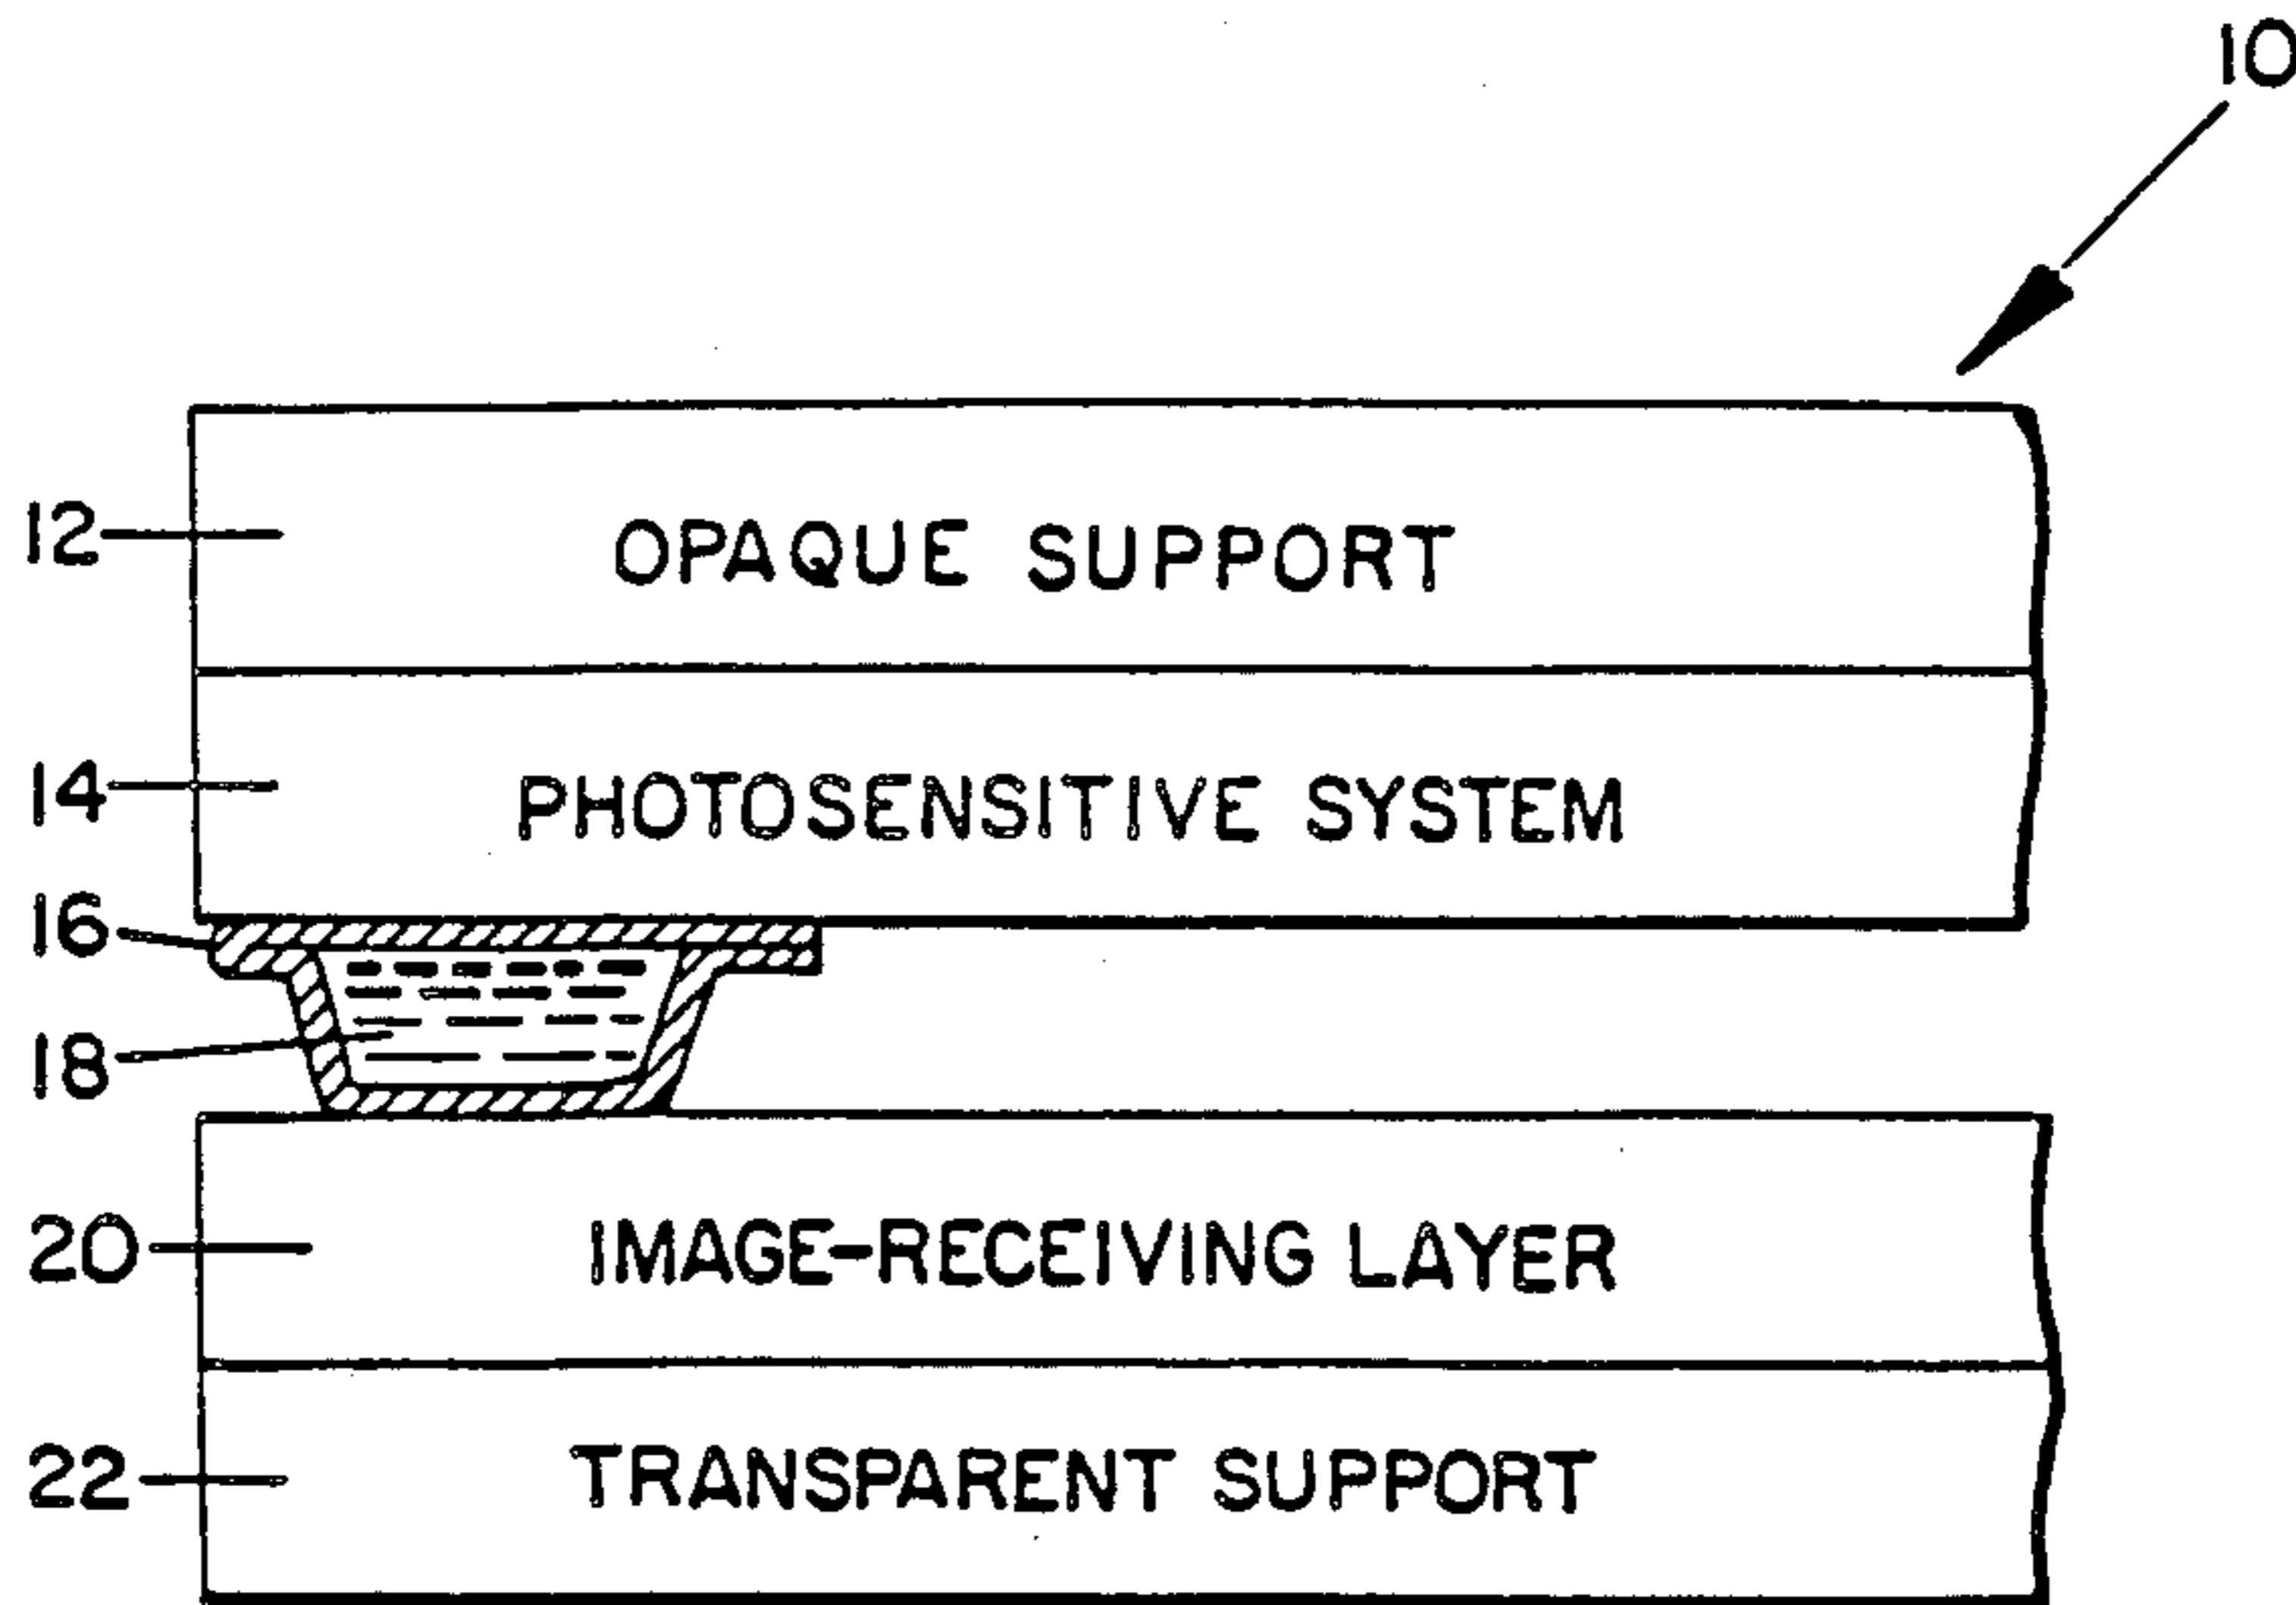 10
12 OPAQUE SUPPORT
14 PHOTOSENSITIVE SYSTEM
16
18
20 IMAGE-RECEIVING LAYER
22 TRANSPARENT SUPPORT